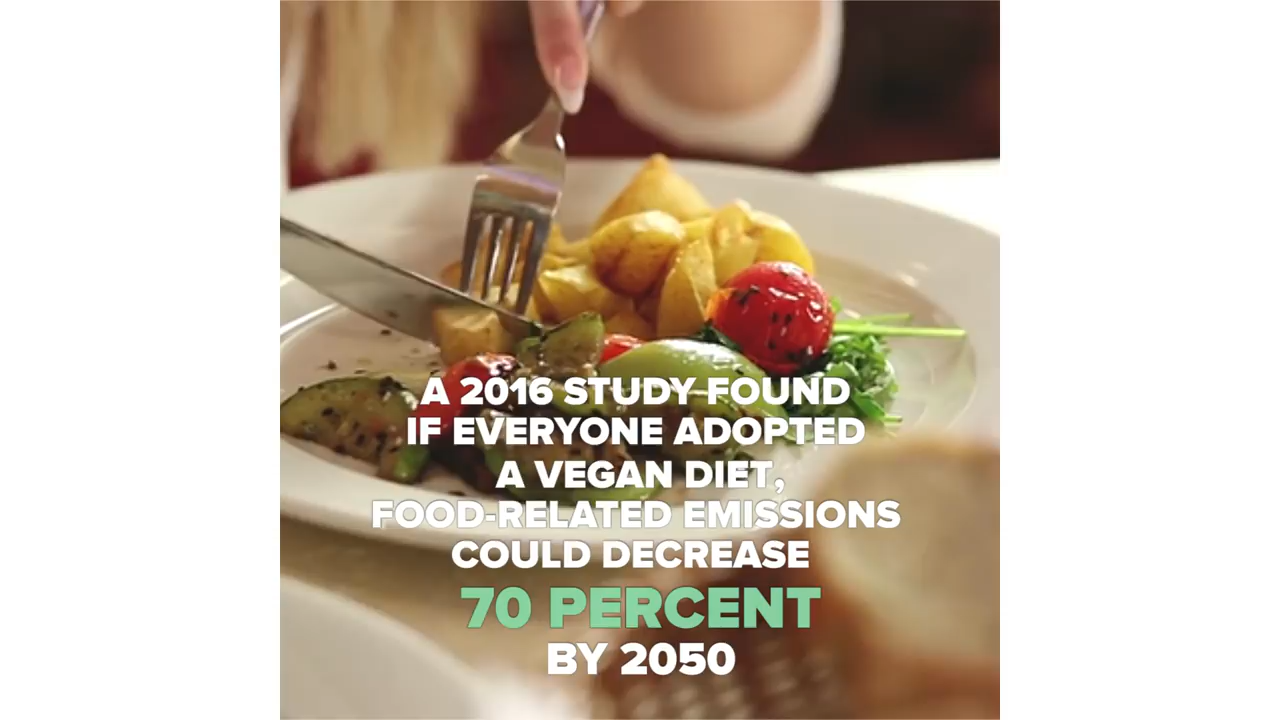 A 2016 STUDY FOUND
IF EVERYONE ADOPTED
A VEGAN DIET,
FOOD-RELATED EMISSIONS
COULD DECREASE
70 PERCENT
BY 2050